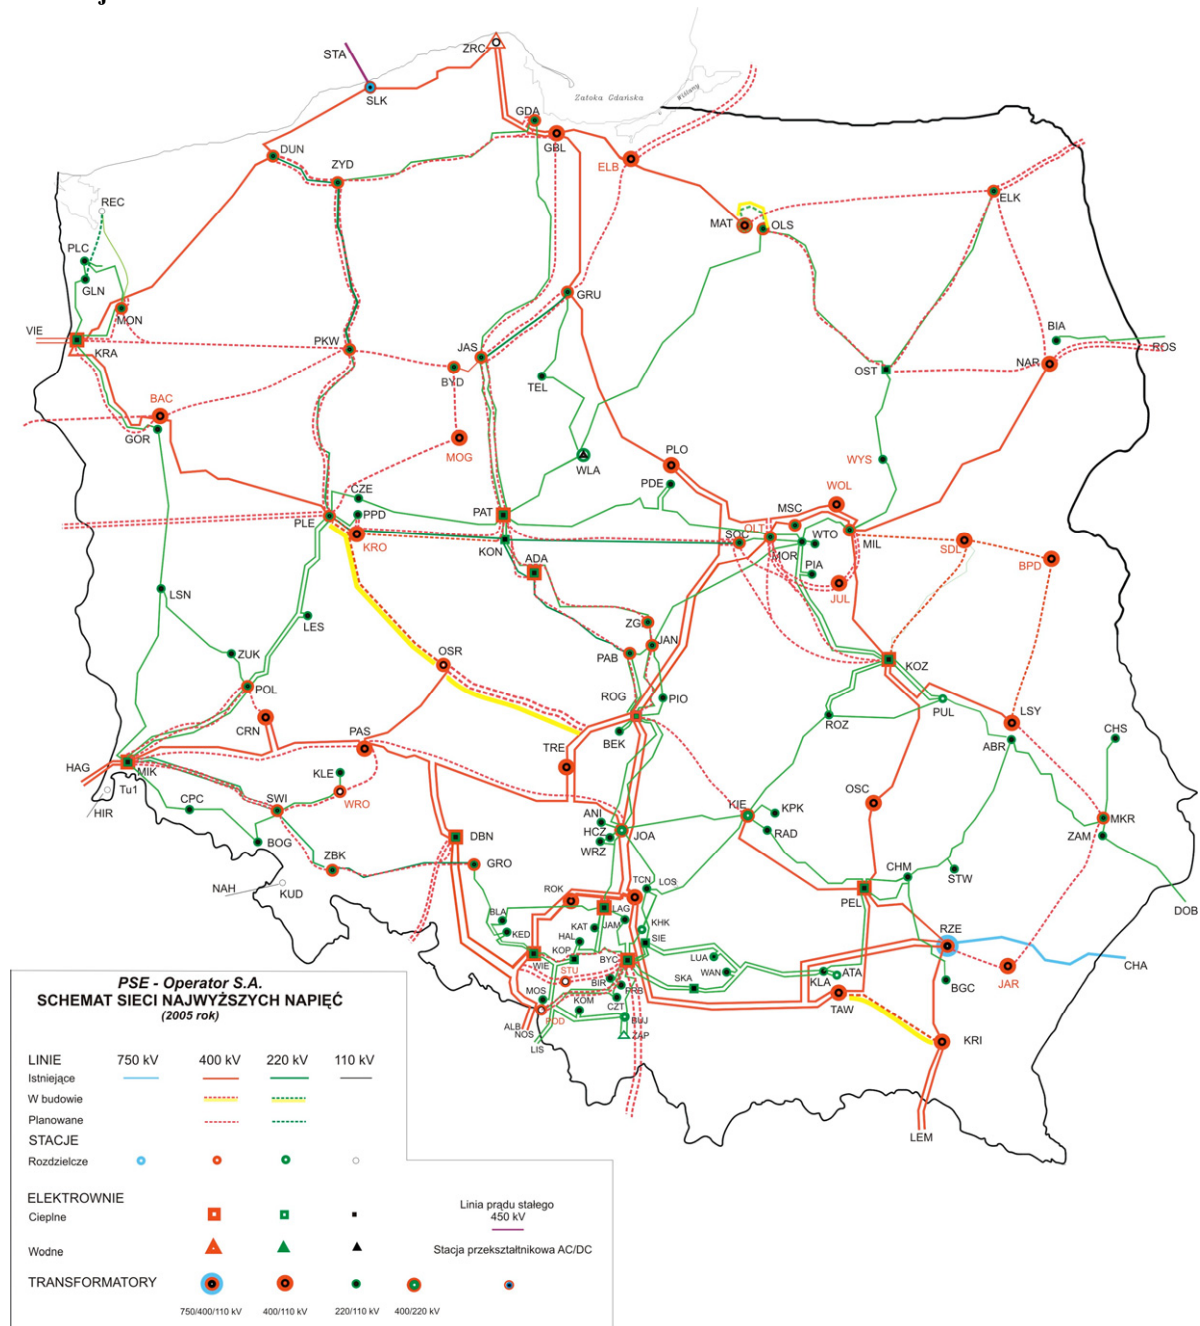 STA
ZRC
SLK
Zatoka Gdańska
GDA
GBL
DUN
ZYD
ELB
ELK
REC
MAT
OLS
PLC
GLN
GRU
MON
VIE
KRA
PKW
JAS
BIA
ROS
NAR
BYD
TEL
OST
BAC
GOR
MOG
WLA
PLO
WYS
CZE
PDE
WOL
PPD
PAT
MSC
PLE
OLT
KRO
KON
SOC
MOR
WTO
MIL
SDL
BPD
ADA
PIA
JUL
LSN
LES
ZG
JAN
ZUK
OSR
PAB
KOZ
POL
ROG
PIO
PUL
CRN
ROZ
LSY
PAS
BEK
ABR
CHS
TRE
HAG
MIK
Tu1
KLE
HIR
CPC
SWI
WRO
OSC
KIE
KPK
ANI
HCZ
JOA
RAD
MKR
BOG
DBN
WRZ
ZAM
ZBK
GRO
NAH
KUD
ROK
TCN
LOS
CHM
STW
PEL
DOB
BLA
LAG
KED
KAT
JAM
KHK
HAL
SIE
RZE
KOP
WIE
BYC
LUA
STU
WAN
CHA
BIR
SKA
KLA
ATA
JAR
MOS
PRB
BGC
KOM
CZT
TAW
POD
BUJ
ALB
NOS
ZAP
LIS
KRI
LEM
PSE - Operator S.A.
SCHEMAT SIECI NAJWYŻSZYCH NAPIĘĆ
(2005 rok)
LINIE 750 kV 400 kV 220 kV 110 kV
Istniejące
W budowie
Planowane
STACJE
Rozdzielcze
ELEKTROWNIE
Cieplne
Linia prądu stałego
450 kV
Wodne
Stacja przekształtnikowa AC/DC
TRANSFORMATORY
750/400/110 kV 400/110 kV 220/110 kV 400/220 kV